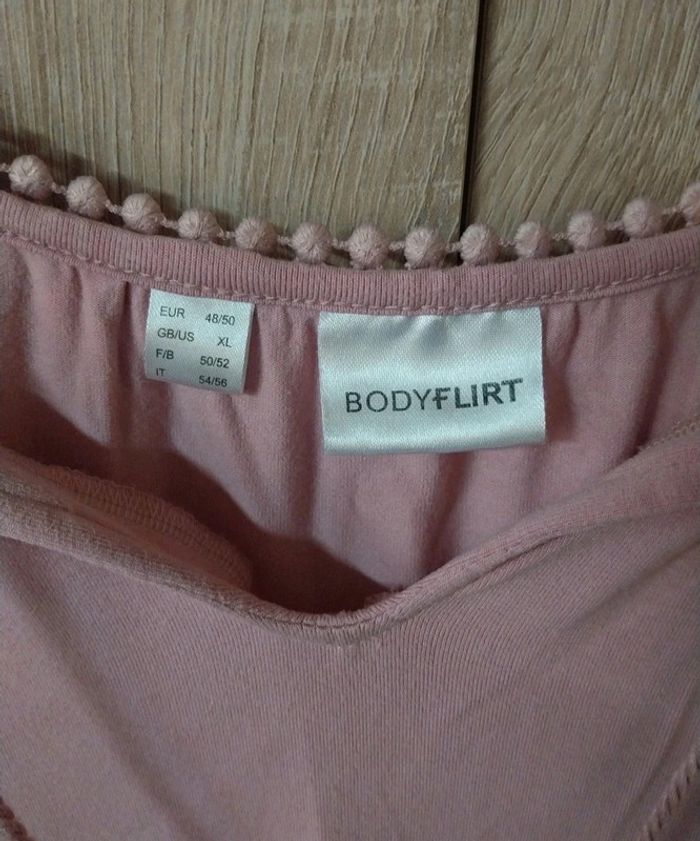 EUR 48/50
GB/US XL
F/B 50/52
IT 54/56
BODYFLIRT